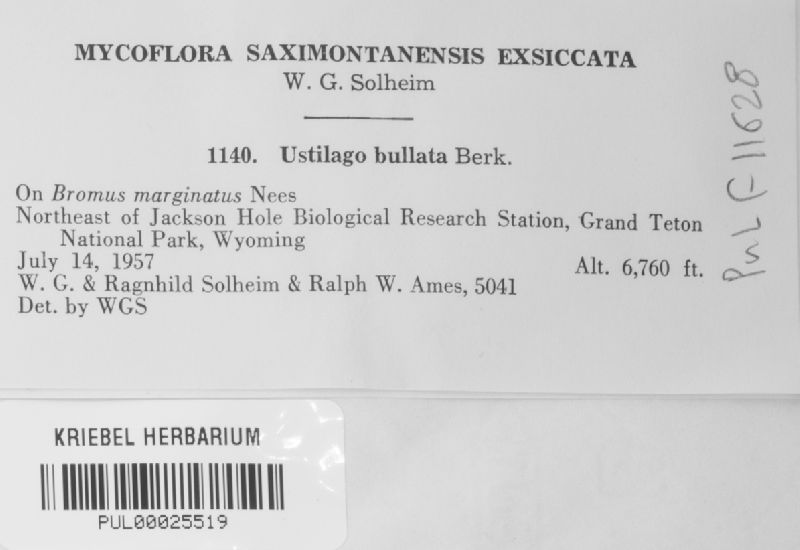 MYCOFLORA SAXIMONTANENSIS EXSICCATA
W. G. Solheim
1140. Ustilago bullata Berk.
On Bromus marginatus Nees
Northeast of Jackson Hole Biological Research Station, Grand Teton
National Park, Wyoming
July 14, 1957 Alt. 6,760 ft.
W. G. & Ragnhild Solheim & Ralph W. Ames, 5041
Det. by WGS
PUL F 11628
KRIEBEL HERBARIUM
PUL00025519